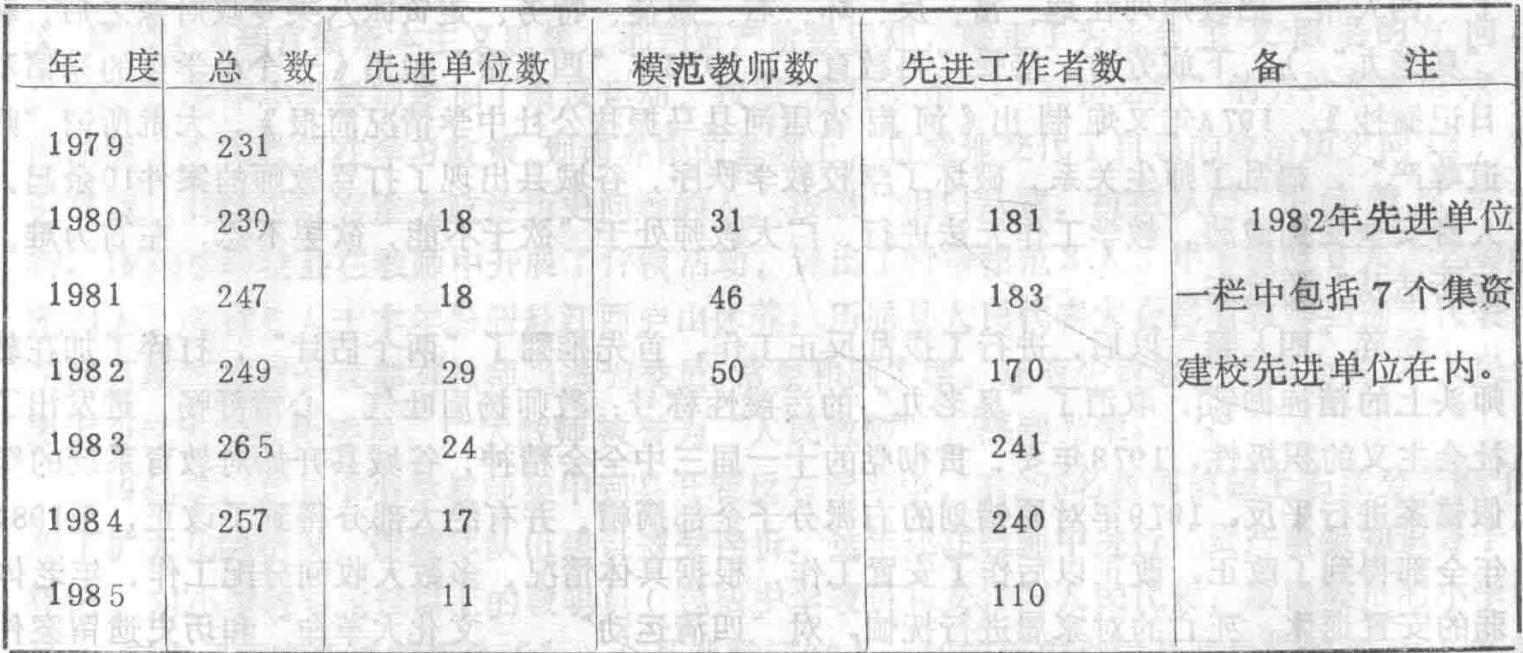 年 度 总 数 先进单位数 模范教师数 先进工作者数 备 注
1979 231
1980 230 18 31 181 1982年先进单位
1981 247 18 46 183 一栏中包括7个集资
1982 249 29 50 170 建校先进单位在内。
1983 265 24 241
1984 257 17 240
1985 11 110